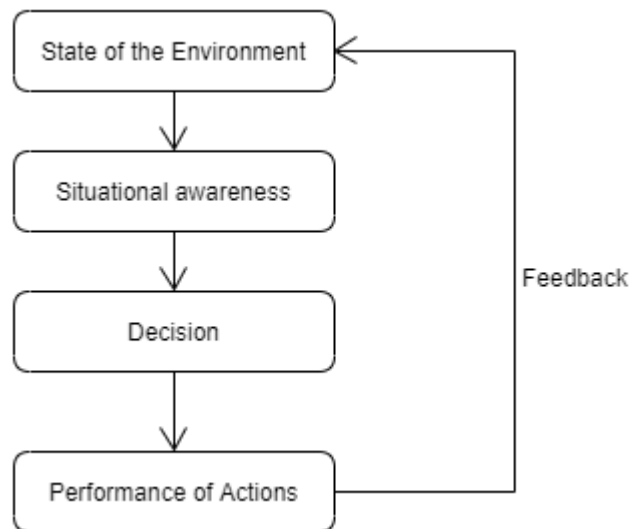 State of the Environment
Situational awareness
Feedback
Decision
Performance of Actions